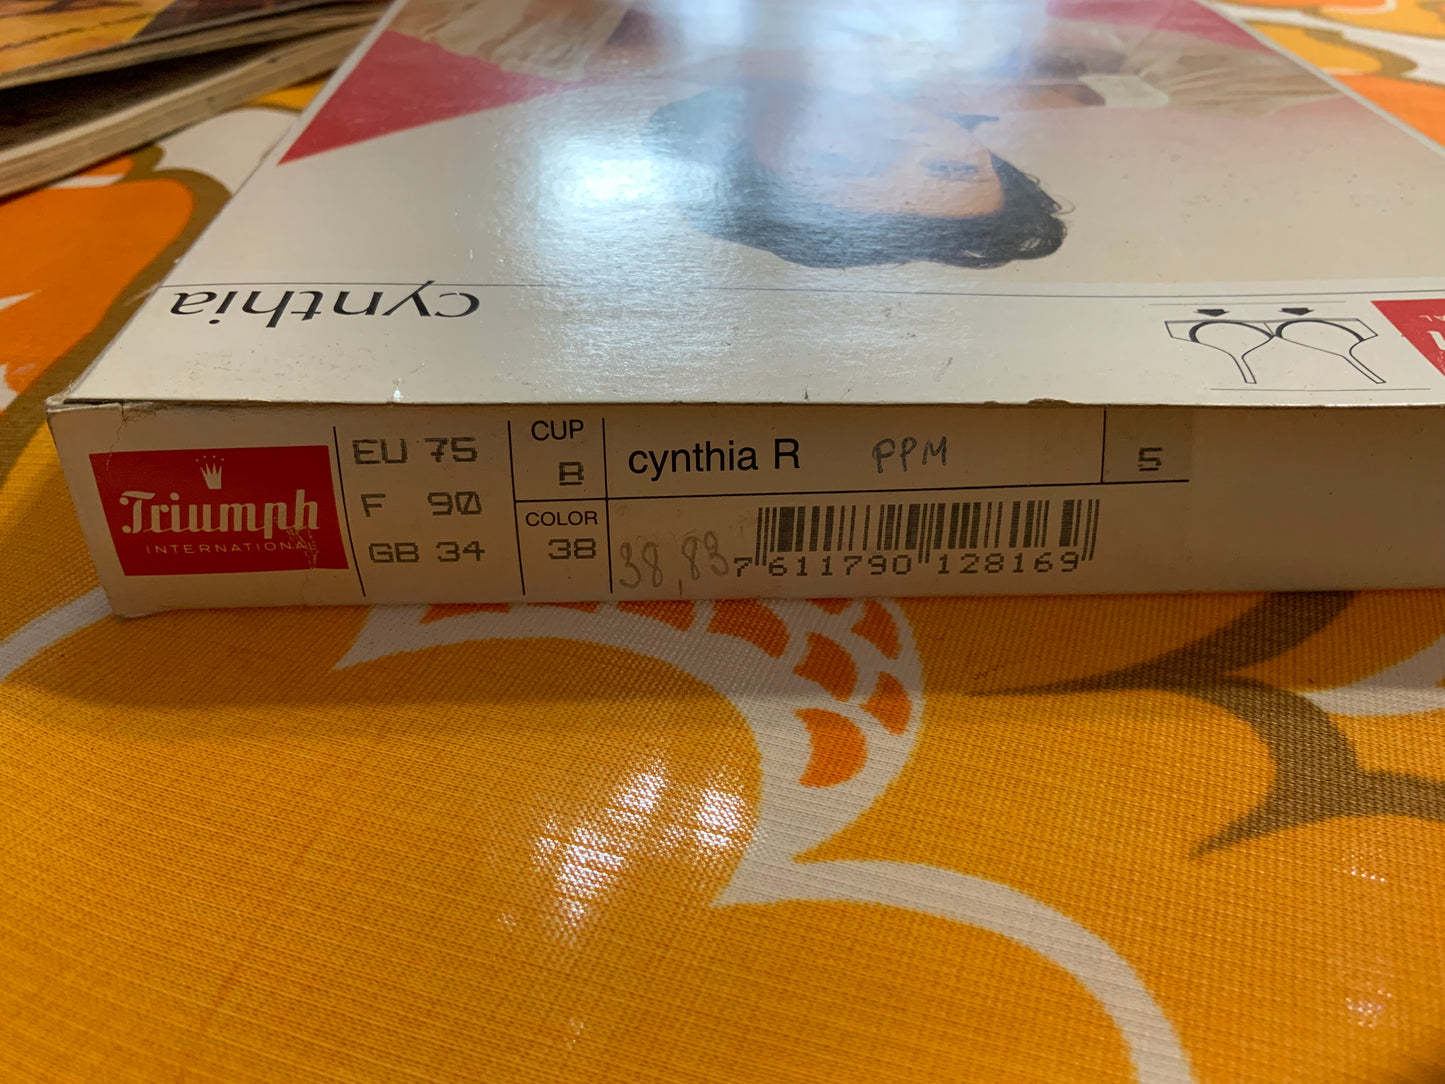 cynthia
Triumph
INTERNATIONAL
EU 75
F 90
GB 34
CUP
B
COLOR
38
cynthia R PPM
5
38,83
7 611790 128169